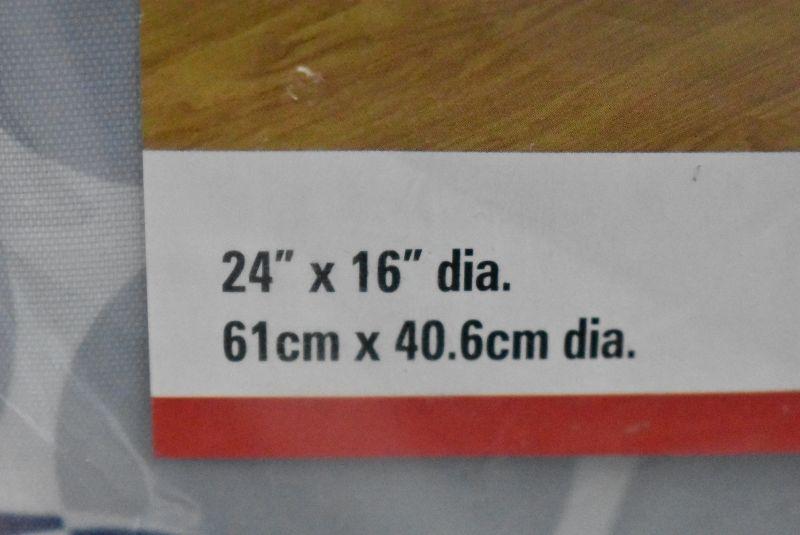 24″ x 16″ dia.
61cm x 40.6cm dia.